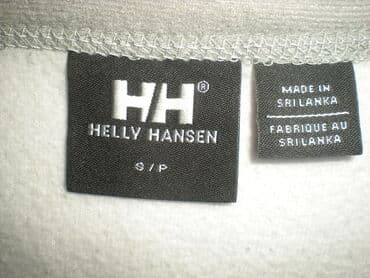 HH®
HELLY HANSEN
S/P
MADE IN
SRI LANKA
FABRIQUE AU
SRI LANKA